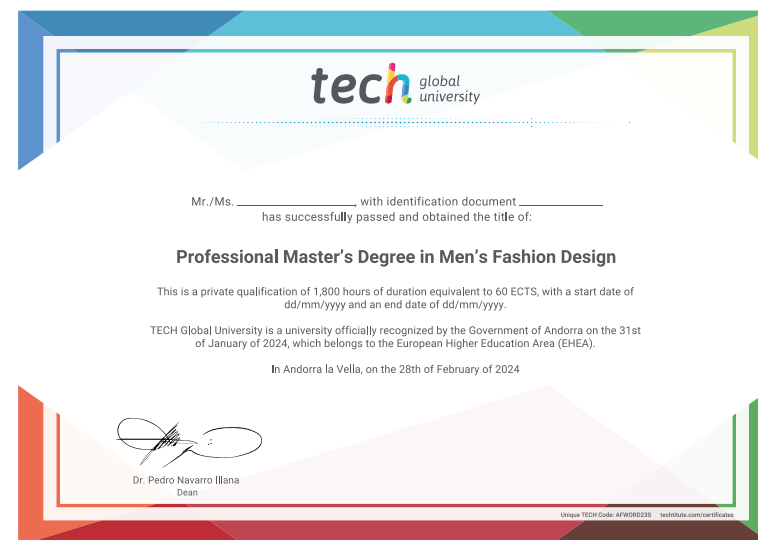 tech global
university
Mr./Ms. ____________, with identification document ____________
has successfully passed and obtained the title of:
Professional Master's Degree in Men's Fashion Design
This is a private qualification of 1,800 hours of duration equivalent to 60 ECTS, with a start date of
dd/mm/yyyy and an end date of dd/mm/yyyy.
TECH Global University is a university officially recognized by the Government of Andorra on the 31st
of January of 2024, which belongs to the European Higher Education Area (EHEA).
In Andorra la Vella, on the 28th of February of 2024
Dr. Pedro Navarro Illana
Dean
Unique TECH Code: AFWORD23S techtitute.com/certificates